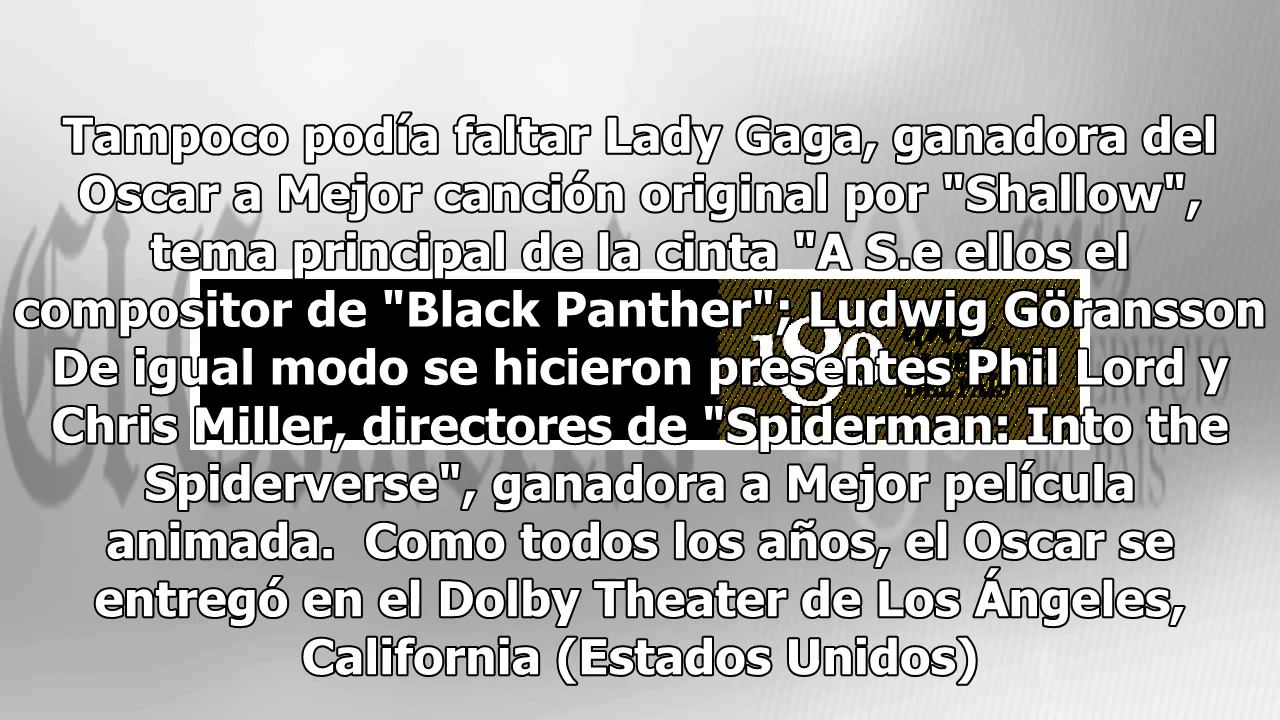 Tampoco podía faltar Lady Gaga, ganadora del
Oscar a Mejor canción original por "Shallow",
tema principal de la cinta "A S.e ellos el
compositor de "Black Panther"; Ludwig Göransson
De igual modo se hicieron presentes Phil Lord y
Chris Miller, directores de "Spiderman: Into the
Spiderverse", ganadora a Mejor película
animada.  Como todos los años, el Oscar se
entregó en el Dolby Theater de Los Ángeles,
California (Estados Unidos)